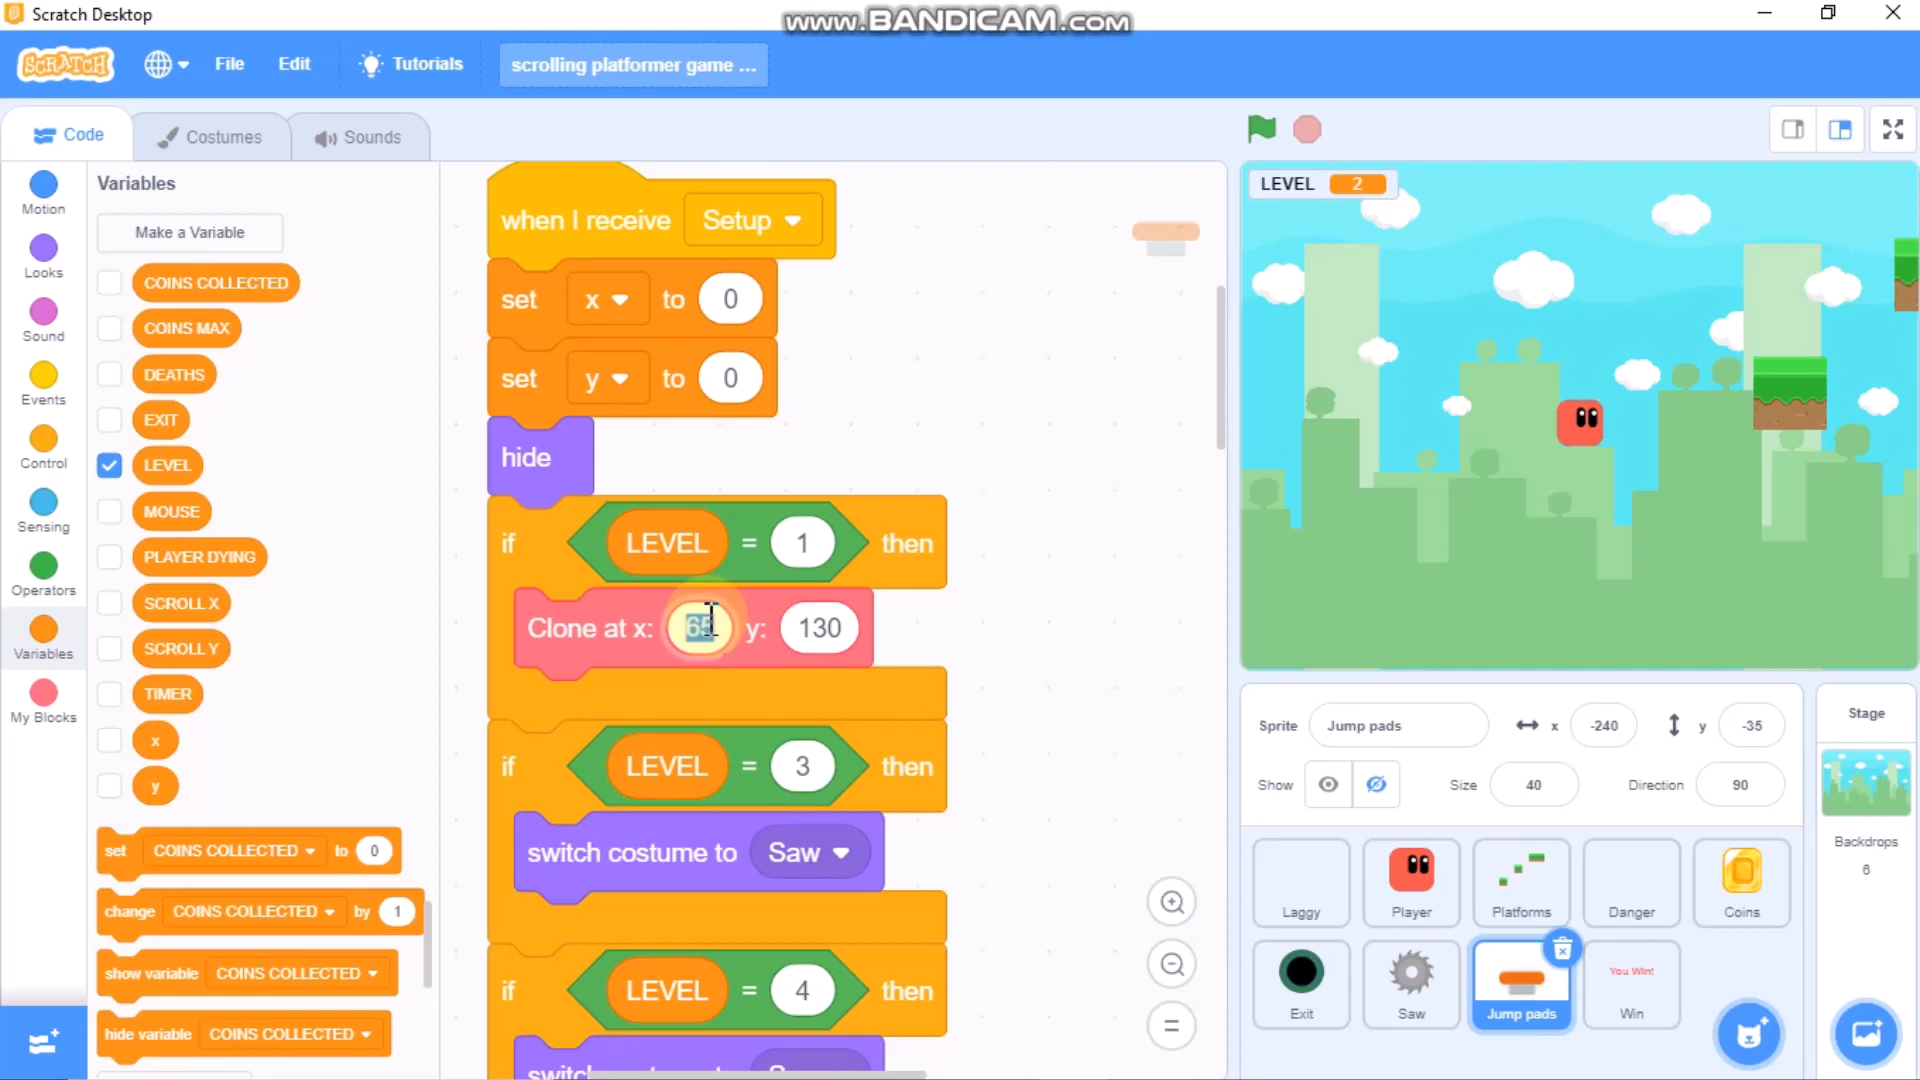 Scratch Desktop
www.BANDICAM.com
SCRATCH
File
Edit
Tutorials
scrolling platformer game ...
Code
Costumes
Sounds
Motion
Looks
Sound
Events
Control
Sensing
Operators
Variables
My Blocks
Variables
Make a Variable
COINS COLLECTED
COINS MAX
DEATHS
EXIT
LEVEL
MOUSE
PLAYER DYING
SCROLL X
SCROLL Y
TIMER
x
y
set COINS COLLECTED to 0
change COINS COLLECTED by 1
show variable COINS COLLECTED
hide variable COINS COLLECTED
when I receive Setup
set x to 0
set y to 0
hide
if LEVEL = 1 then
Clone at x: 65 y: 130
if LEVEL = 3 then
switch costume to Saw
if LEVEL = 4 then
LEVEL 2
Sprite Jump pads x -240 y -35
Show Size 40 Direction 90
Laggy
Player
Platforms
Danger
Coins
Exit
Saw
Jump pads
You Win!
Win
Stage
Backdrops
6